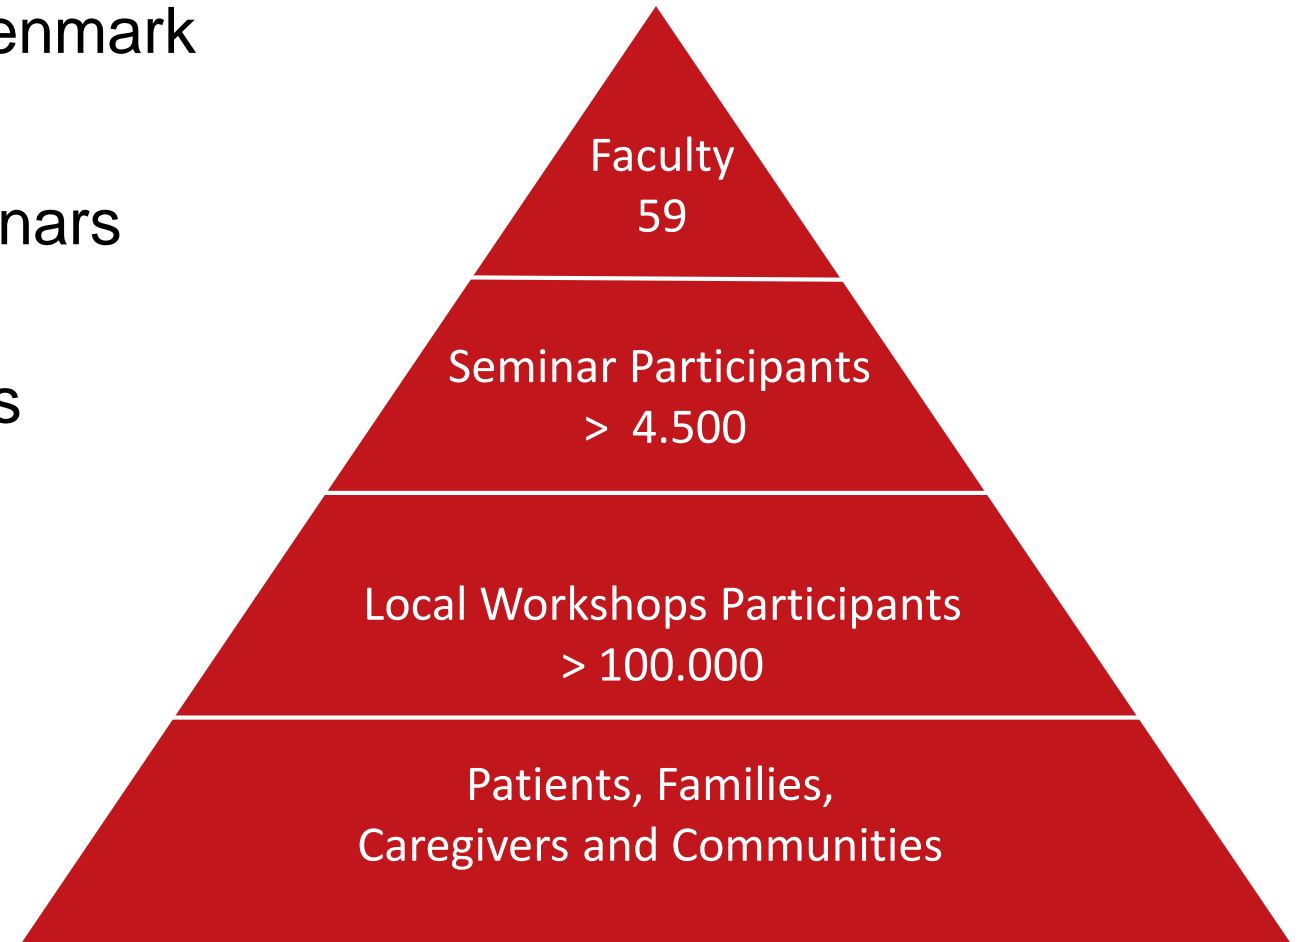 enmark
nars
s
Faculty
59
Seminar Participants
> 4.500
Local Workshops Participants
> 100.000
Patients, Families,
Caregivers and Communities